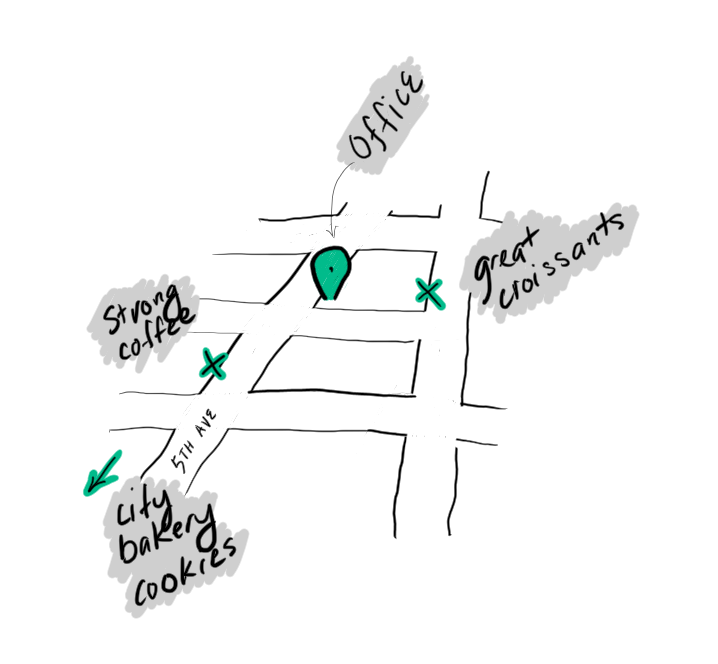 Office
great
croissants
Strong
coffee
5TH AVE
city
bakery
cookies